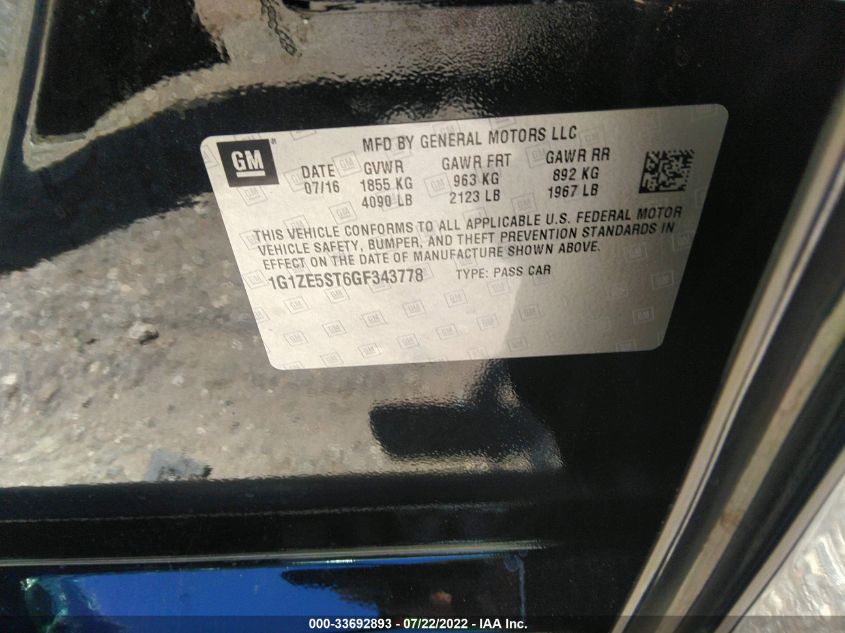 GM
MFD BY GENERAL MOTORS LLC
DATE GVWR GAWR FRT GAWR RR
07/16 1855 KG 963 KG 892 KG
4090 LB 2123 LB 1967 LB
THIS VEHICLE CONFORMS TO ALL APPLICABLE U.S. FEDERAL MOTOR
VEHICLE SAFETY, BUMPER, AND THEFT PREVENTION STANDARDS IN
EFFECT ON THE DATE OF MANUFACTURE SHOWN ABOVE.
1G1ZE5ST6GF343778 TYPE: PASS CAR
000-33692893 / 07/22/2022 - IAA Inc.